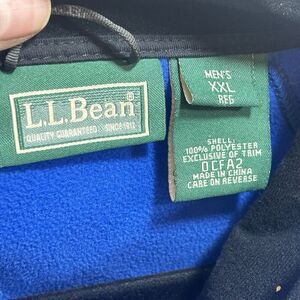 L.L.Bean®
QUALITY GUARANTEED SINCE 1912
MEN'S
XXL
REG
SHELL:
100% POLYESTER
EXCLUSIVE OF TRIM
0CFA2
MADE IN CHINA
CARE ON REVERSE